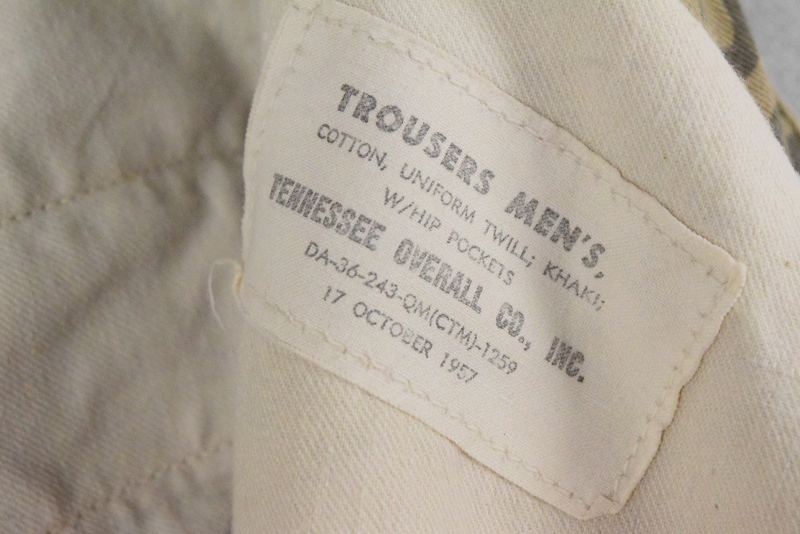 TROUSERS MEN'S,
COTTON, UNIFORM TWILL; KHAKI;
W/HIP POCKETS
TENNESSEE OVERALL CO., INC.
DA-36-243-QM(CTM)-1259
17 OCTOBER 1957